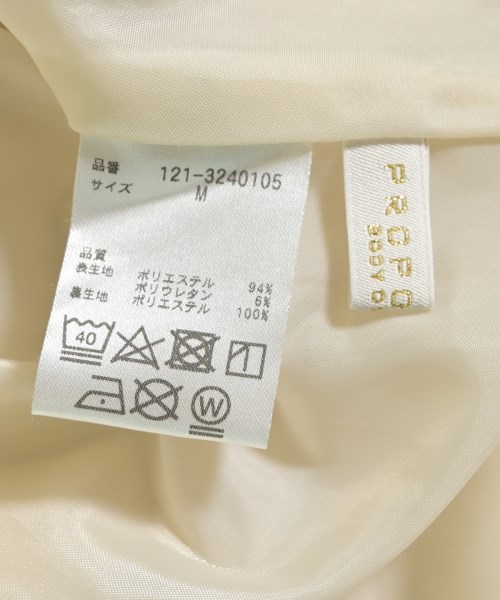 品番 121-3240105
サイズ M
品質
表生地 ポリエステル 94%
ポリウレタン 6%
裏生地 ポリエステル 100%
40
W
PROPO
BODY